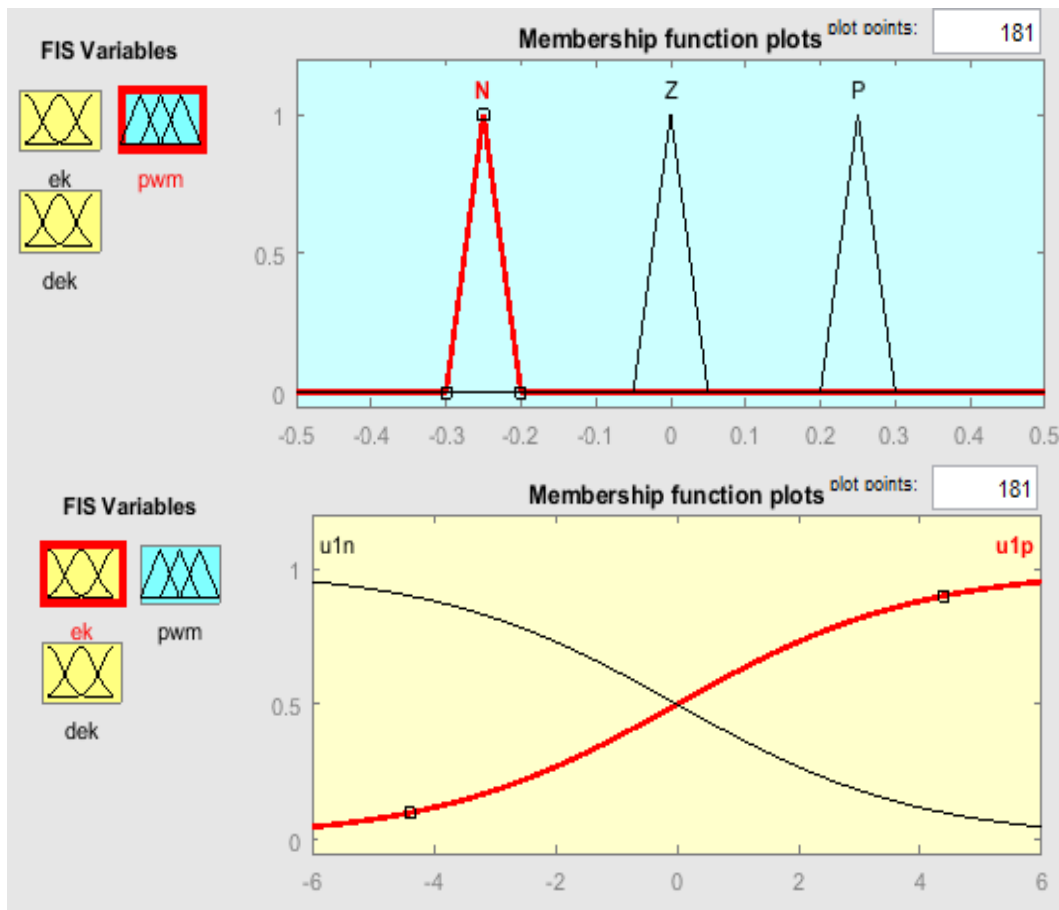 FIS Variables
ek
pwm
dek
Membership function plots plot points: 181
N Z P
1
0.5
0
-0.5 -0.4 -0.3 -0.2 -0.1 0 0.1 0.2 0.3 0.4 0.5
FIS Variables
ek
pwm
dek
Membership function plots plot points: 181
u1n u1p
1
0.5
0
-6 -4 -2 0 2 4 6